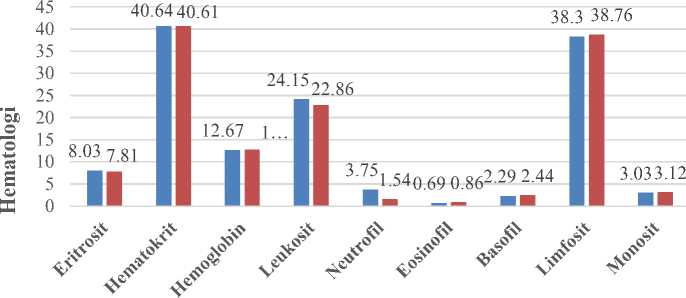 45
40
35
30
25
20
15
10
5
0
Hematologi
40.64 40.61
38.3 38.76
24.15 22.86
12.67 1…
8.03 7.81
3.75 1.54
0.69 0.86
2.29 2.44
3.03 3.12
Eritrosit
Hematokrit
Hemoglobin
Leukosit
Neutrofil
Eosinofil
Basofil
Limfosit
Monosit